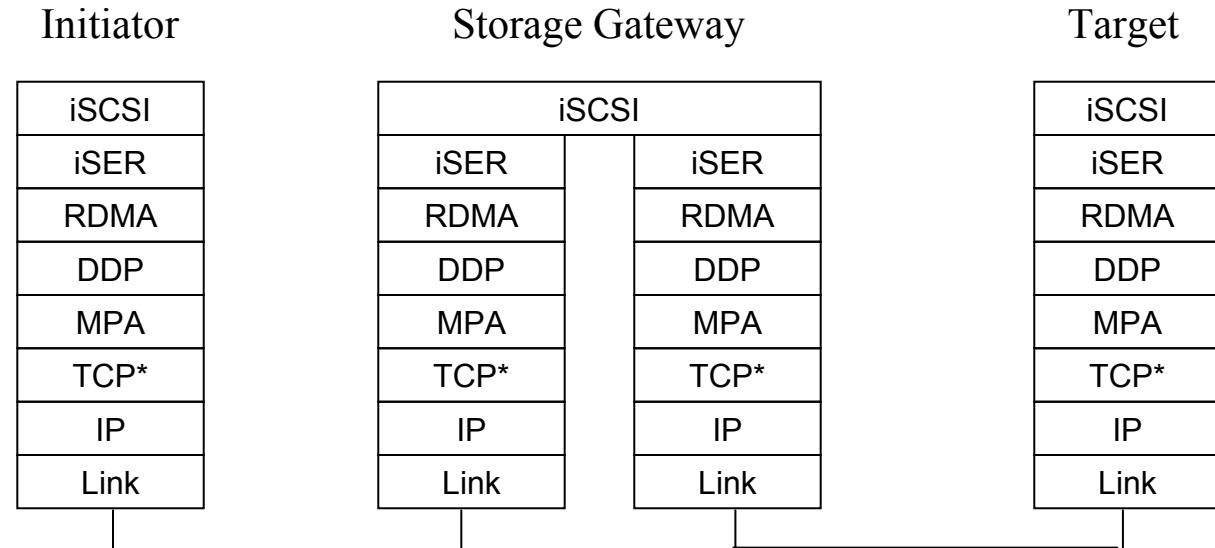 Initiator Storage Gateway Target
iSCSI iSCSI iSCSI
iSER iSER iSER iSER
RDMA RDMA RDMA RDMA
DDP DDP DDP DDP
MPA MPA MPA MPA
TCP* TCP* TCP* TCP*
IP IP IP IP
Link Link Link Link